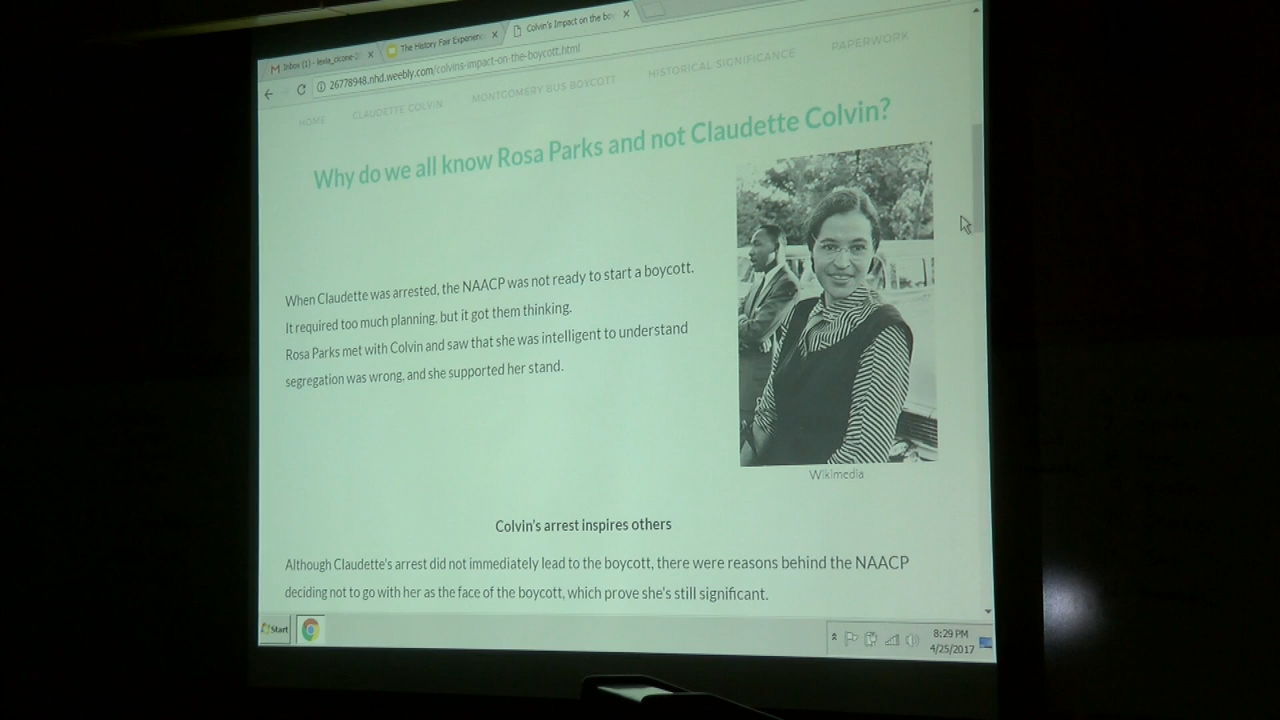 Inbox (1) - lexia_cicone-2
The History Fair Experienc
Colvin's Impact on the bo
26778948.nhd.weebly.com/colvins-impact-on-the-boycott.html
HOME CLAUDETTE COLVIN MONTGOMERY BUS BOYCOTT HISTORICAL SIGNIFICANCE PAPERWORK
Why do we all know Rosa Parks and not Claudette Colvin?
When Claudette was arrested, the NAACP was not ready to start a boycott.
It required too much planning, but it got them thinking.
Rosa Parks met with Colvin and saw that she was intelligent to understand
segregation was wrong, and she supported her stand.
Wikimedia
Colvin's arrest inspires others
Although Claudette's arrest did not immediately lead to the boycott, there were reasons behind the NAACP
deciding not to go with her as the face of the boycott, which prove she's still significant.
Start
8:29 PM
4/25/2017